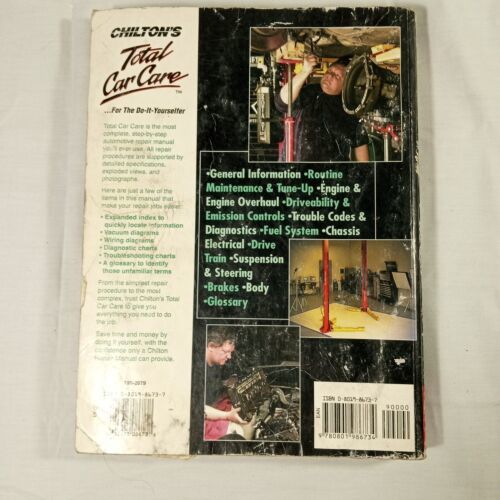 CHILTON'S
Total
Car Care
TM
...For The Do-It-Yourselfer
Total Car Care is the most
complete, step-by-step
automotive repair manual
you'll ever use. All repair
procedures are supported by
detailed specifications,
exploded views, and
photographs.
Here are just a few of the
items in this manual that
make your repair jobs easier:
• Expanded index to
quickly locate information
• Vacuum diagrams
• Wiring diagrams
• Diagnostic charts
• Troubleshooting charts
• A glossary to identify
those unfamiliar terms
From the simplest repair
procedure to the most
complex, trust Chilton's Total
Car Care to give you
everything you need to do
the job.
Save time and money by
doing it yourself, with the
confidence only a Chilton
Repair Manual can provide.
•General Information •Routine
Maintenance & Tune-Up •Engine &
Engine Overhaul •Driveability &
Emission Controls •Trouble Codes &
Diagnostics •Fuel System •Chassis
Electrical •Drive
Train •Suspension
& Steering
•Brakes •Body
•Glossary
ISBN 0-8019-8673-7
ISBN 0-8019-8673-7
90000
EAN
9 780801 986734